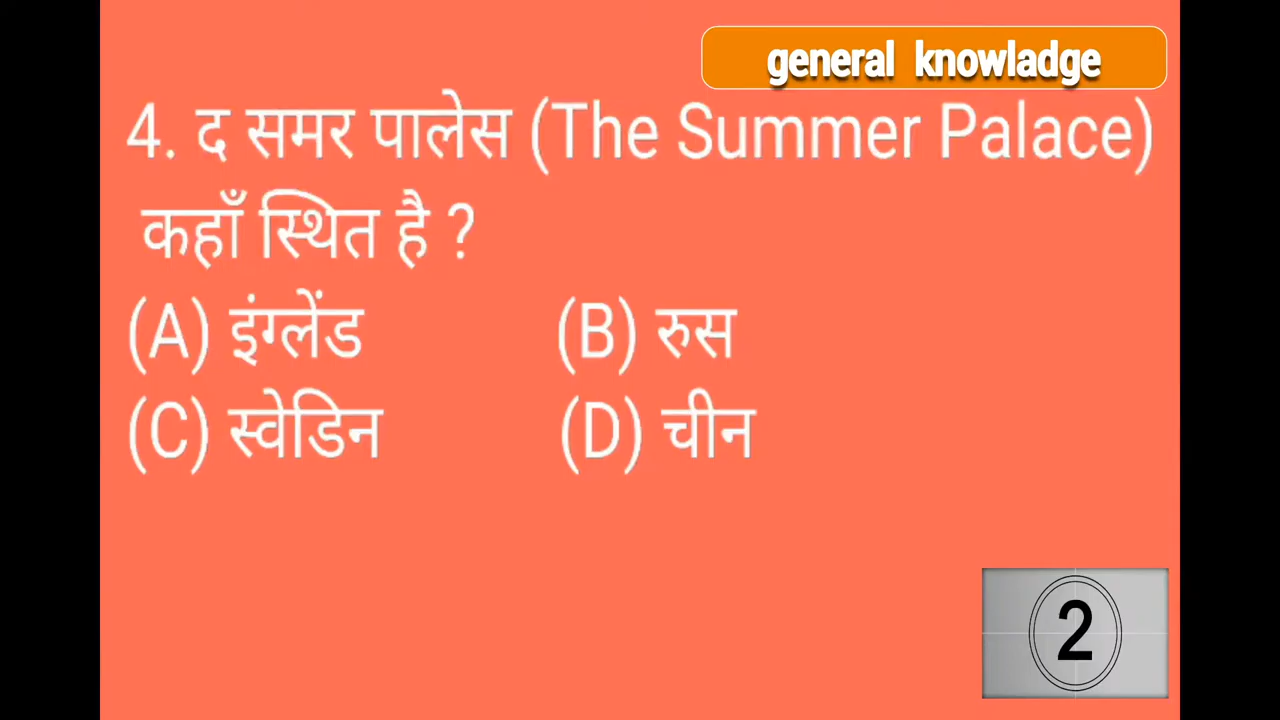 general knowladge
4. द समर पालेस (The Summer Palace)
कहाँ स्थित है ?
(A) इंग्लेंड (B) रुस
(C) स्वेडिन (D) चीन
2